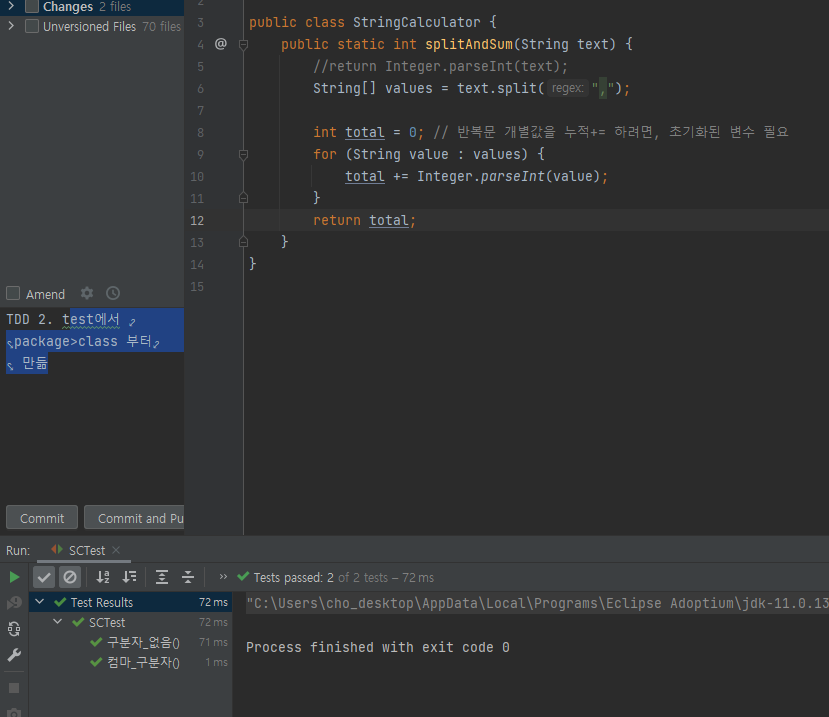 Changes 2 files
Unversioned Files 70 files
2
3 public class StringCalculator {
4 @ public static int splitAndSum(String text) {
5 //return Integer.parseInt(text);
6 String[] values = text.split( regex: ",");
7
8 int total = 0; // 반복문 개별값을 누적+= 하려면, 초기화된 변수 필요
9 for (String value : values) {
10 total += Integer.parseInt(value);
11 }
12 return total;
13 }
14 }
15
Amend
TDD 2. test에서
package>class 부터
만듦
Commit
Commit and Pu
Run: SCTest
Tests passed: 2 of 2 tests – 72 ms
Test Results 72 ms
SCTest 72 ms
구분자_없음() 71 ms
컴마_구분자() 1 ms
"C:\Users\cho_desktop\AppData\Local\Programs\Eclipse Adoptium\jdk-11.0.13
Process finished with exit code 0